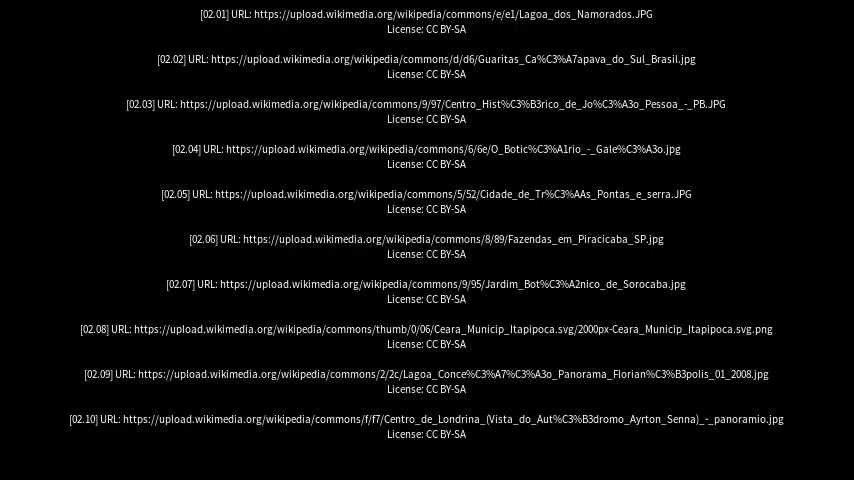 [02.01] URL: https://upload.wikimedia.org/wikipedia/commons/e/e1/Lagoa_dos_Namorados.JPG
License: CC BY-SA
[02.02] URL: https://upload.wikimedia.org/wikipedia/commons/d/d6/Guaritas_Ca%C3%A7apava_do_Sul_Brasil.jpg
License: CC BY-SA
[02.03] URL: https://upload.wikimedia.org/wikipedia/commons/9/97/Centro_Hist%C3%B3rico_de_Jo%C3%A3o_Pessoa_-_PB.JPG
License: CC BY-SA
[02.04] URL: https://upload.wikimedia.org/wikipedia/commons/6/6e/O_Botic%C3%A1rio_-_Gale%C3%A3o.jpg
License: CC BY-SA
[02.05] URL: https://upload.wikimedia.org/wikipedia/commons/5/52/Cidade_de_Tr%C3%AAs_Pontas_e_serra.JPG
License: CC BY-SA
[02.06] URL: https://upload.wikimedia.org/wikipedia/commons/8/89/Fazendas_em_Piracicaba_SP.jpg
License: CC BY-SA
[02.07] URL: https://upload.wikimedia.org/wikipedia/commons/9/95/Jardim_Bot%C3%A2nico_de_Sorocaba.jpg
License: CC BY-SA
[02.08] URL: https://upload.wikimedia.org/wikipedia/commons/thumb/0/06/Ceara_Municip_Itapipoca.svg/2000px-Ceara_Municip_Itapipoca.svg.png
License: CC BY-SA
[02.09] URL: https://upload.wikimedia.org/wikipedia/commons/2/2c/Lagoa_Conce%C3%A7%C3%A3o_Panorama_Florian%C3%B3polis_01_2008.jpg
License: CC BY-SA
[02.10] URL: https://upload.wikimedia.org/wikipedia/commons/f/f7/Centro_de_Londrina_(Vista_do_Aut%C3%B3dromo_Ayrton_Senna)_-_panoramio.jpg
License: CC BY-SA